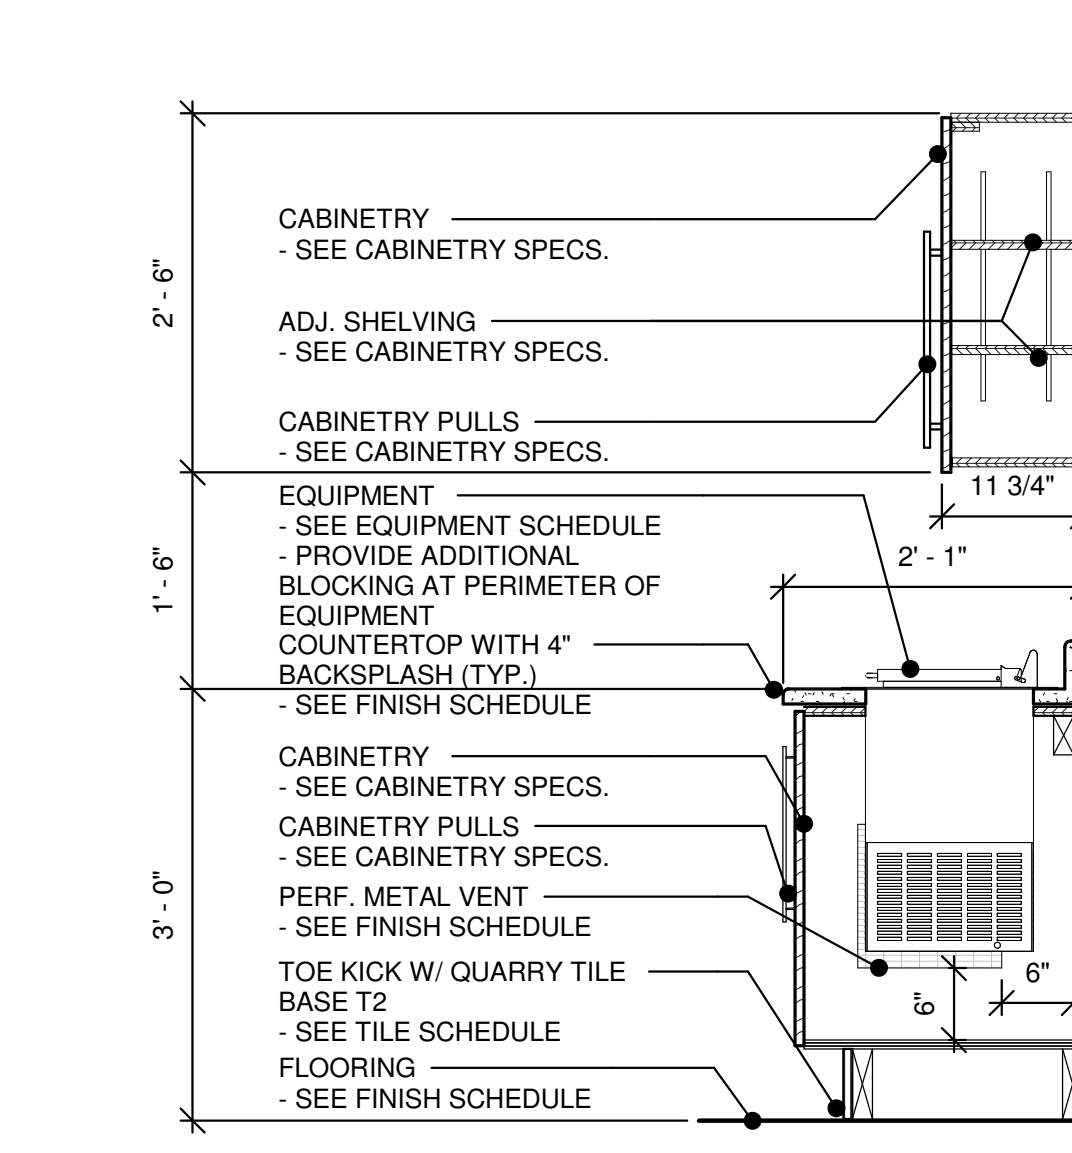 CABINETRY
- SEE CABINETRY SPECS.
2' - 6"
ADJ. SHELVING
- SEE CABINETRY SPECS.
CABINETRY PULLS
- SEE CABINETRY SPECS.
11 3/4"
EQUIPMENT
- SEE EQUIPMENT SCHEDULE
- PROVIDE ADDITIONAL
BLOCKING AT PERIMETER OF
EQUIPMENT
2' - 1"
1' - 6"
COUNTERTOP WITH 4"
BACKSPLASH (TYP.)
- SEE FINISH SCHEDULE
CABINETRY
- SEE CABINETRY SPECS.
CABINETRY PULLS
- SEE CABINETRY SPECS.
3' - 0"
PERF. METAL VENT
- SEE FINISH SCHEDULE
TOE KICK W/ QUARRY TILE
BASE T2
- SEE TILE SCHEDULE
6"
6"
FLOORING
- SEE FINISH SCHEDULE